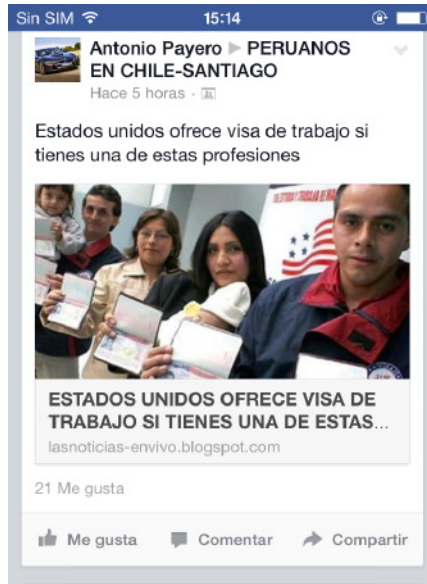 Sin SIM 15:14
Antonio Payero ▶ PERUANOS
EN CHILE-SANTIAGO
Hace 5 horas ·
Estados unidos ofrece visa de trabajo si
tienes una de estas profesiones
ESTADOS UNIDOS OFRECE VISA DE
TRABAJO SI TIENES UNA DE ESTAS...
lasnoticias-envivo.blogspot.com
21 Me gusta
Me gusta Comentar Compartir